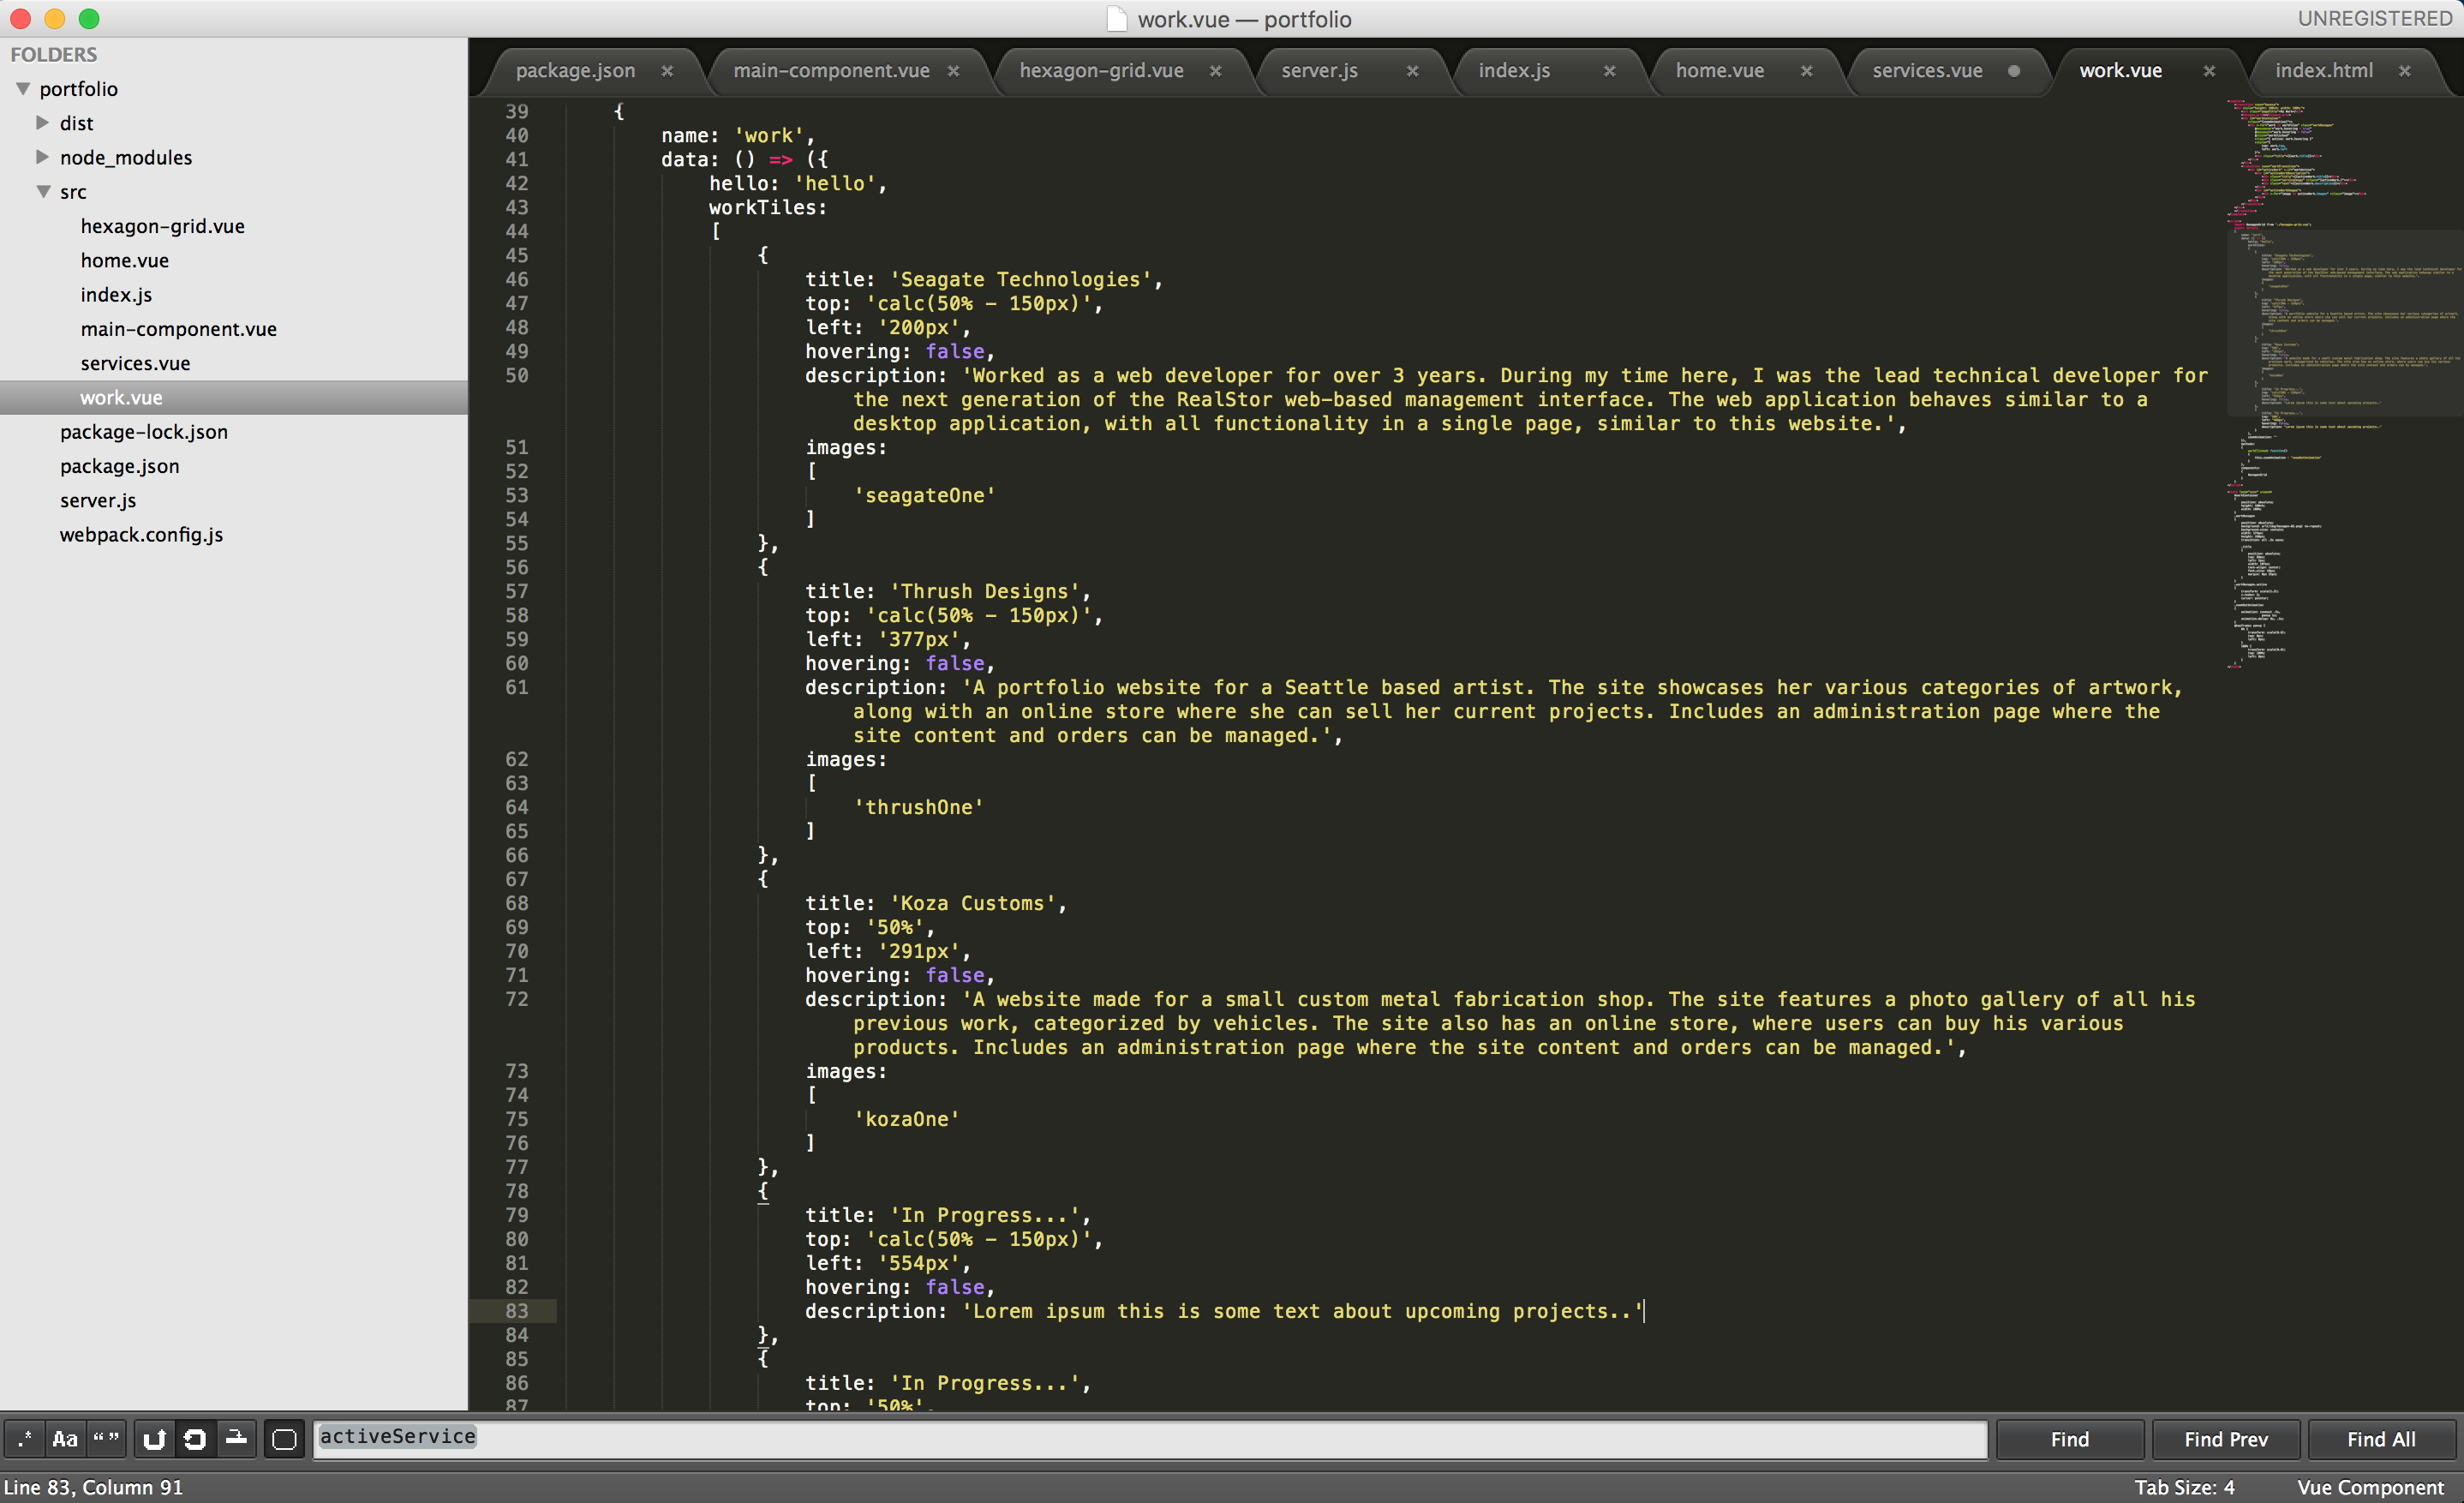 work.vue — portfolio
UNREGISTERED
FOLDERS
portfolio
dist
node_modules
src
hexagon-grid.vue
home.vue
index.js
main-component.vue
services.vue
work.vue
package-lock.json
package.json
server.js
webpack.config.js
package.json × main-component.vue × hexagon-grid.vue × server.js × index.js × home.vue × services.vue work.vue × index.html ×
39 {
40 name: 'work',
41 data: () => ({
42 hello: 'hello',
43 workTiles:
44 [
45 {
46 title: 'Seagate Technologies',
47 top: 'calc(50% - 150px)',
48 left: '200px',
49 hovering: false,
50 description: 'Worked as a web developer for over 3 years. During my time here, I was the lead technical developer for
the next generation of the RealStor web-based management interface. The web application behaves similar to a
desktop application, with all functionality in a single page, similar to this website.',
51 images:
52 [
53 'seagateOne'
54 ]
55 },
56 {
57 title: 'Thrush Designs',
58 top: 'calc(50% - 150px)',
59 left: '377px',
60 hovering: false,
61 description: 'A portfolio website for a Seattle based artist. The site showcases her various categories of artwork,
along with an online store where she can sell her current projects. Includes an administration page where the
site content and orders can be managed.',
62 images:
63 [
64 'thrushOne'
65 ]
66 },
67 {
68 title: 'Koza Customs',
69 top: '50%',
70 left: '291px',
71 hovering: false,
72 description: 'A website made for a small custom metal fabrication shop. The site features a photo gallery of all his
previous work, categorized by vehicles. The site also has an online store, where users can buy his various
products. Includes an administration page where the site content and orders can be managed.',
73 images:
74 [
75 'kozaOne'
76 ]
77 },
78 {
79 title: 'In Progress...',
80 top: 'calc(50% - 150px)',
81 left: '554px',
82 hovering: false,
83 description: 'Lorem ipsum this is some text about upcoming projects..'
84 },
85 {
86 title: 'In Progress...',
87 top: '50%',
.* Aa “” activeService Find Find Prev Find All
Line 83, Column 91 Tab Size: 4 Vue Component